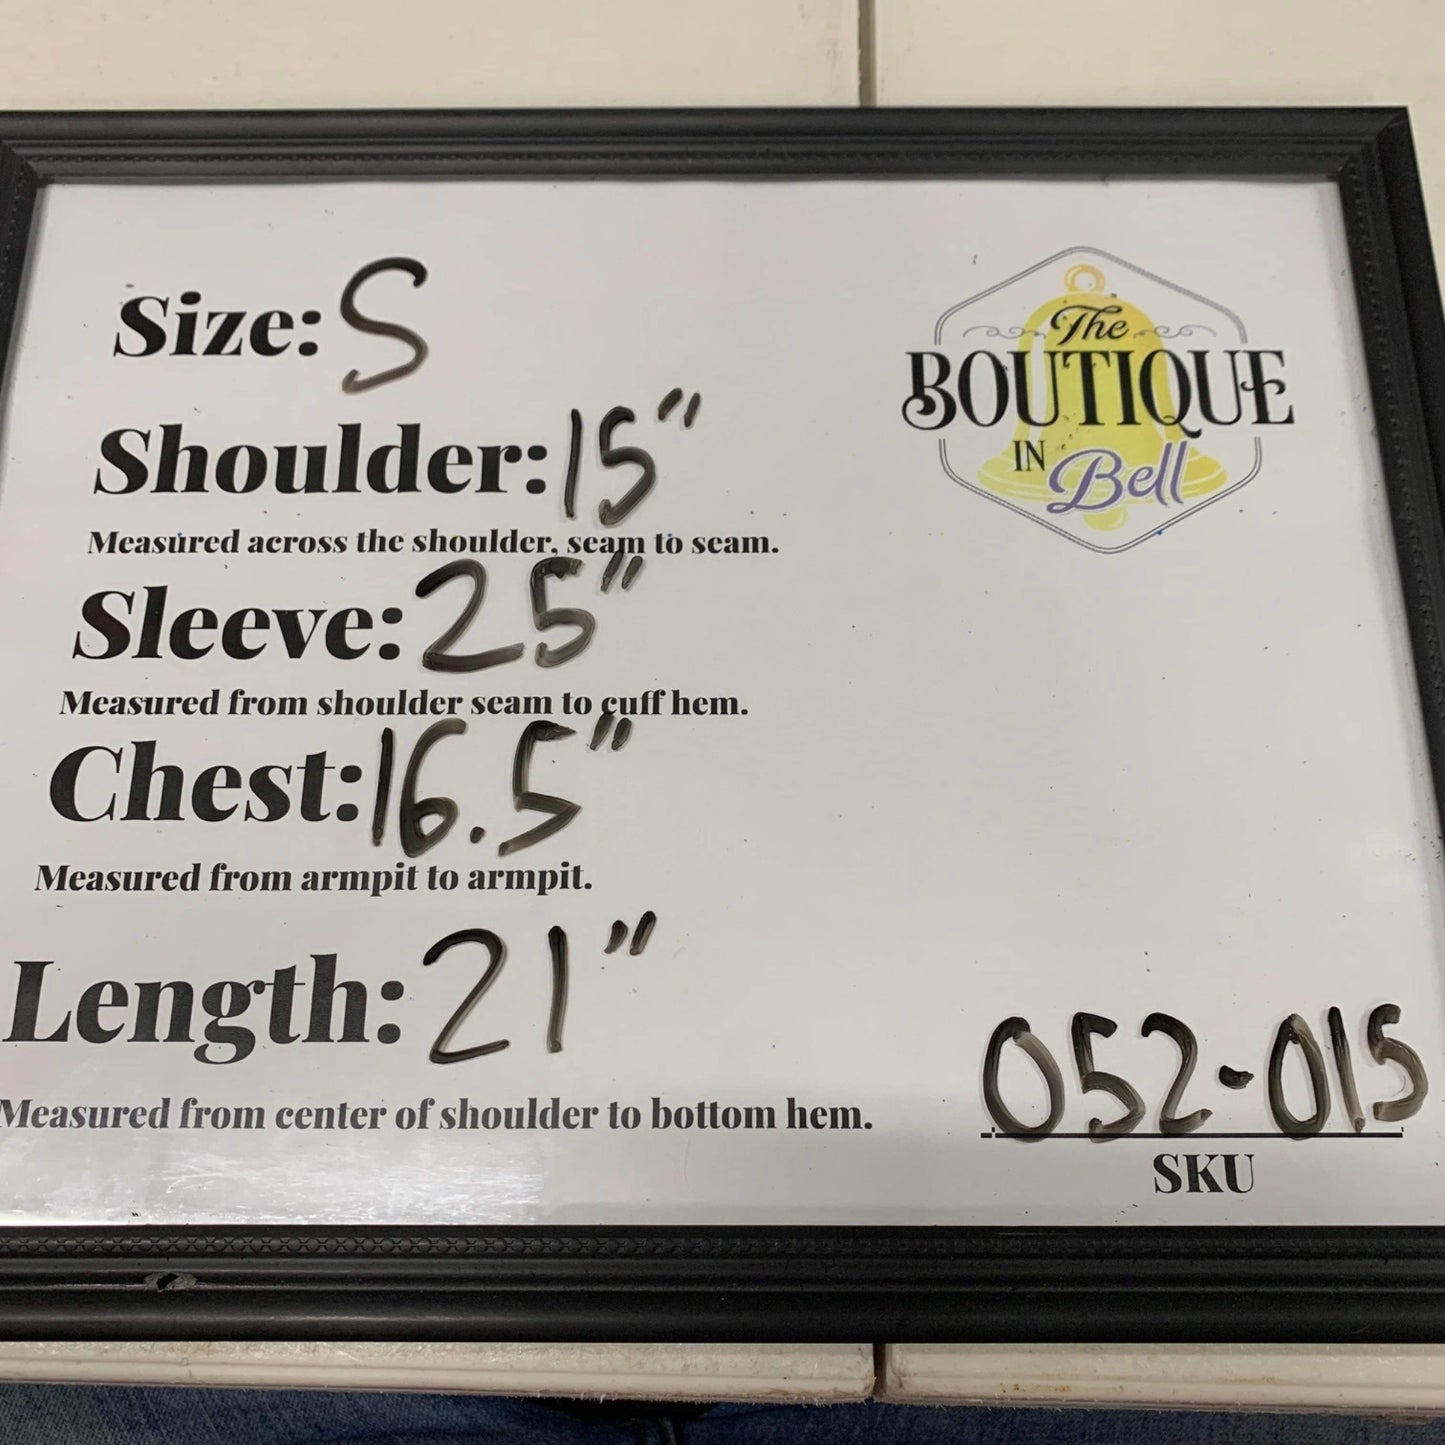 Size: S
Shoulder: 15"
Measured across the shoulder, seam to seam.
Sleeve: 25"
Measured from shoulder seam to cuff hem.
Chest: 16.5"
Measured from armpit to armpit.
Length: 21"
Measured from center of shoulder to bottom hem.
The
BOUTIQUE
IN Bell
052-015
SKU